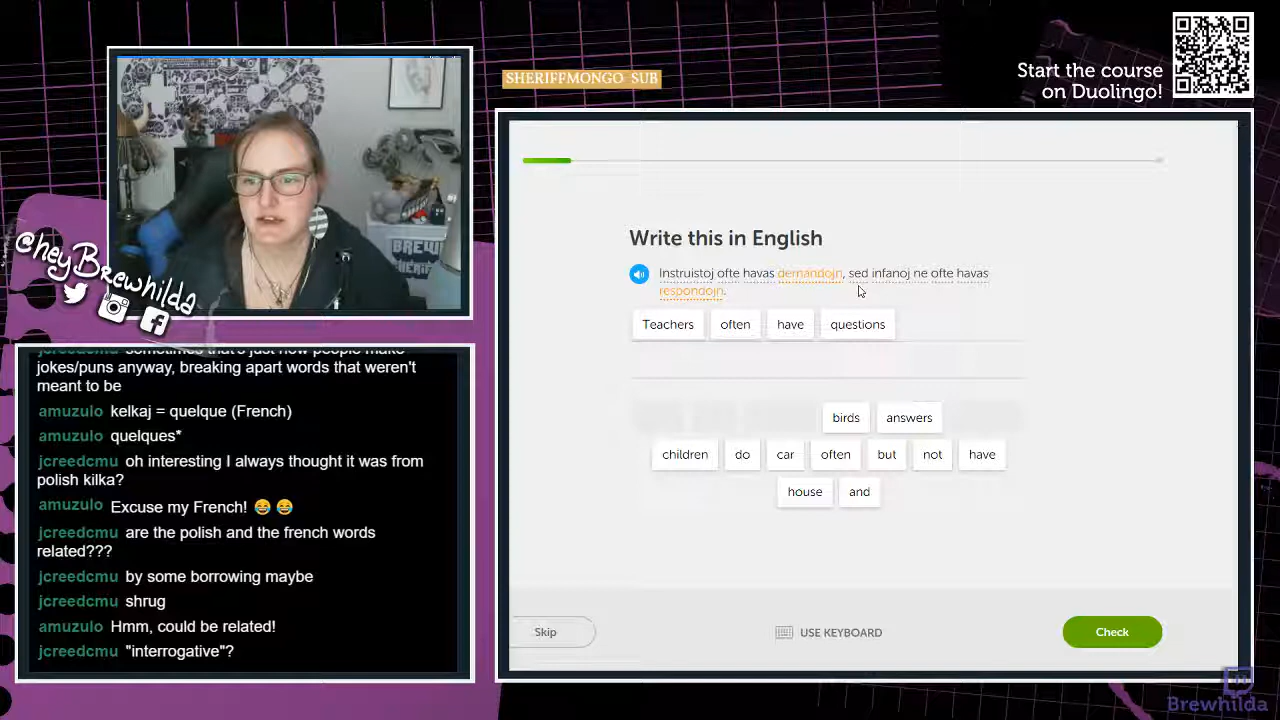 SHERIFFMONGO SUB
Start the course
on Duolingo!
@heyBrewhilda
BREW
Write this in English
Instruistoj ofte havas demandojn, sed infanoj ne ofte havas
respondojn.
Teachers often have questions
birds answers
children do car often but not have
house and
Skip
USE KEYBOARD
Check
jokes/puns anyway, breaking apart words that weren't
meant to be
amuzulo kelkaj = quelque (French)
amuzulo quelques*
jcreedcmu oh interesting I always thought it was from
polish kilka?
amuzulo Excuse my French! 😂 😂
jcreedcmu are the polish and the french words
related???
jcreedcmu by some borrowing maybe
jcreedcmu shrug
amuzulo Hmm, could be related!
jcreedcmu "interrogative"?
Brewhilda